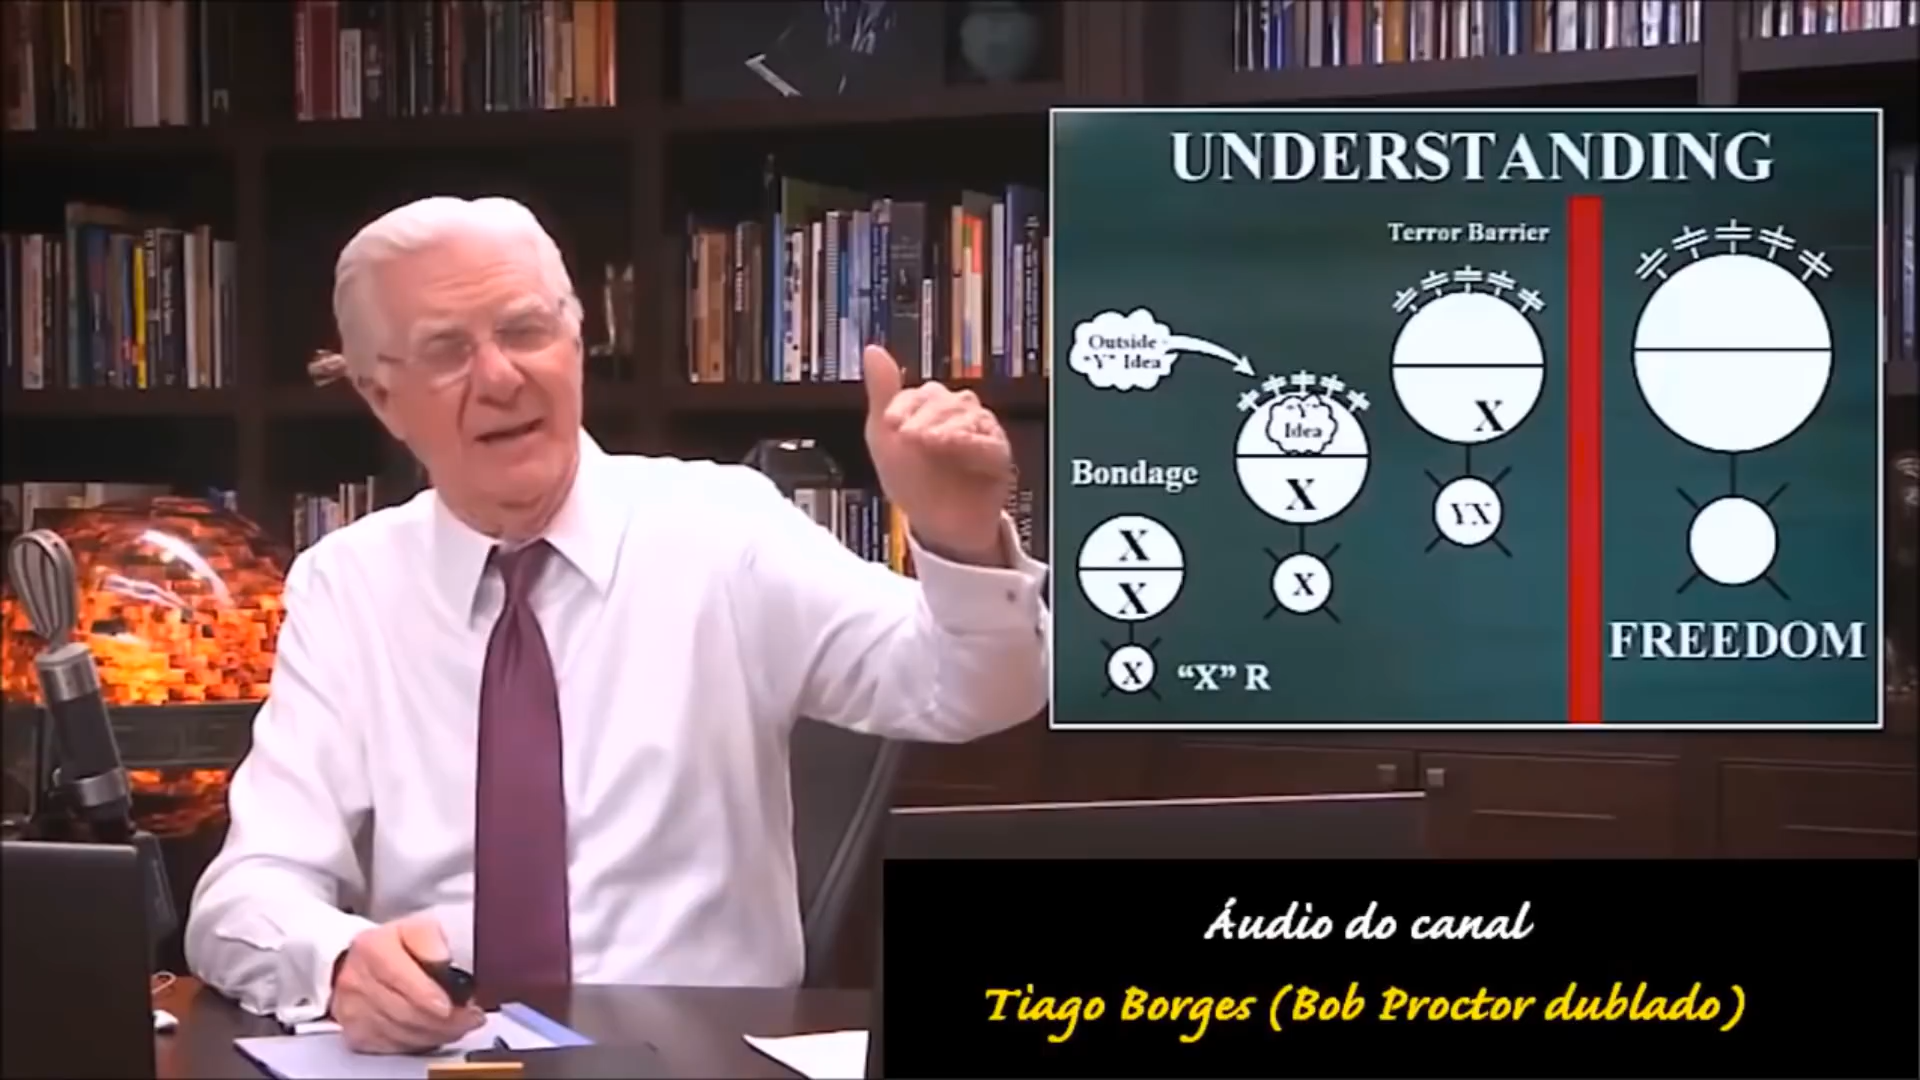 UNDERSTANDING
Terror Barrier
Outside
"Y" Idea
"Y"
Idea
X
Bondage
X
X
X
X
YX
X
"X" R
FREEDOM
Áudio do canal
Tiago Borges (Bob Proctor dublado)